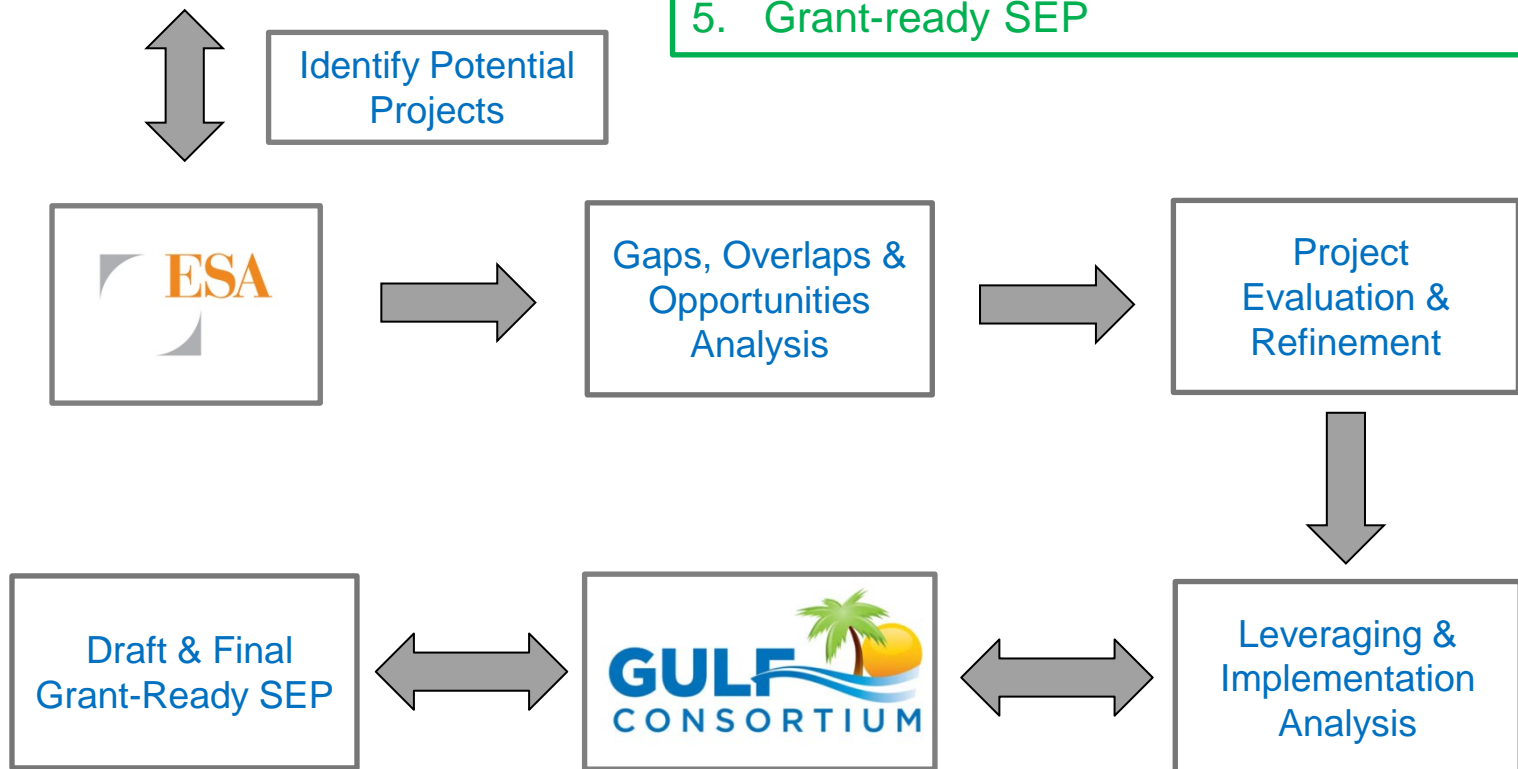 5. Grant-ready SEP
Identify Potential
Projects
ESA
Gaps, Overlaps &
Opportunities
Analysis
Project
Evaluation &
Refinement
Draft & Final
Grant-Ready SEP
GULF
CONSORTIUM
Leveraging &
Implementation
Analysis